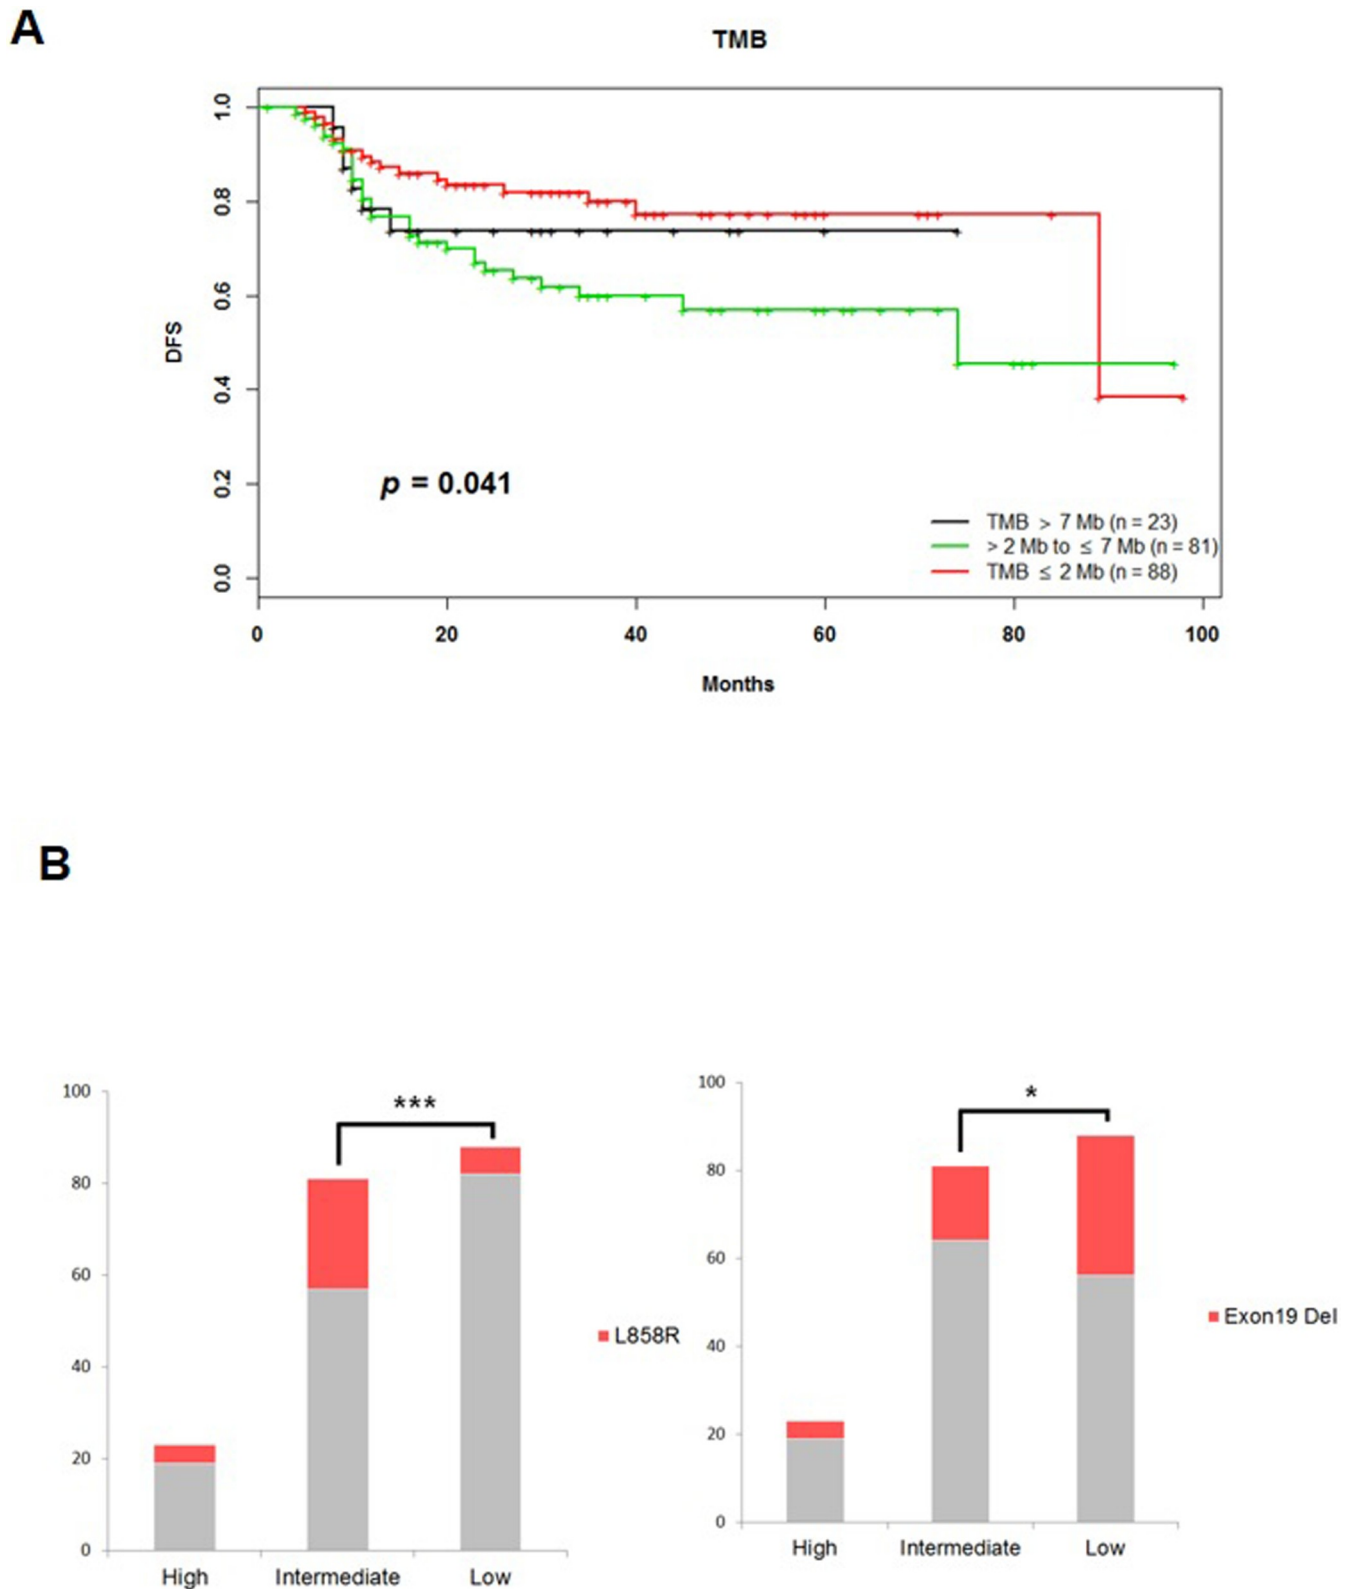 A
TMB
1.0
0.8
0.6
0.4
0.2
0.0
DFS
p = 0.041
TMB > 7 Mb (n = 23)
> 2 Mb to ≤ 7 Mb (n = 81)
TMB ≤ 2 Mb (n = 88)
0 20 40 60 80 100
Months
B
100
80
60
40
20
0
***
L858R
High Intermediate Low
100
80
60
40
20
0
*
Exon19 Del
High Intermediate Low